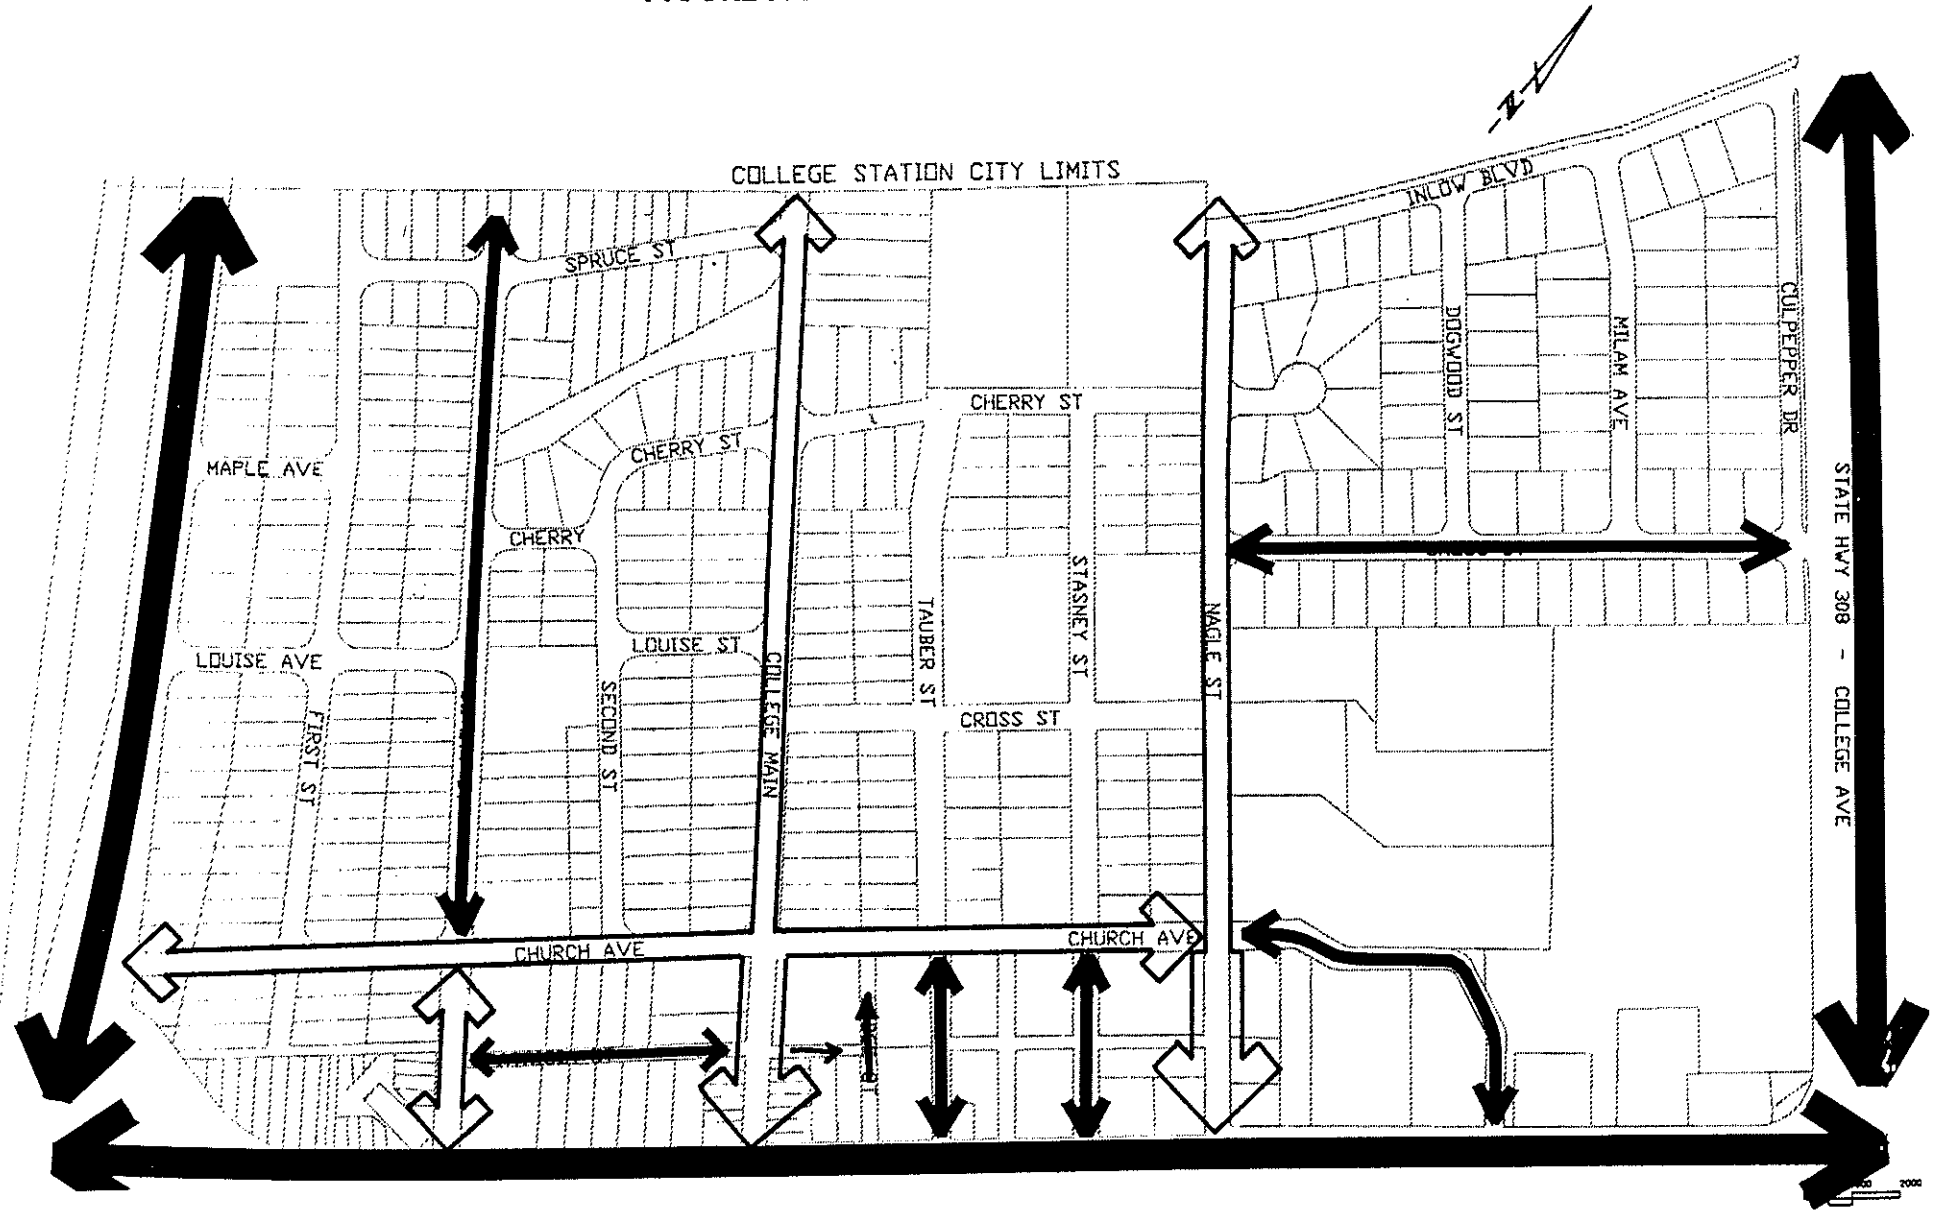 COLLEGE STATION CITY LIMITS
N
INLOW BLVD
SPRUCE ST
CULPEPPER DR
DOGWOOD ST
MILAM AVE
CHERRY ST
CHERRY ST
MAPLE AVE
STATE HWY 308 - COLLEGE AVE
CHERRY
STASNEY ST
TAUBER ST
NAGLE ST
LOUISE ST
LOUISE AVE
COLLEGE MAIN
SECOND ST
FIRST ST
CROSS ST
CHURCH AVE
CHURCH AVE
2000